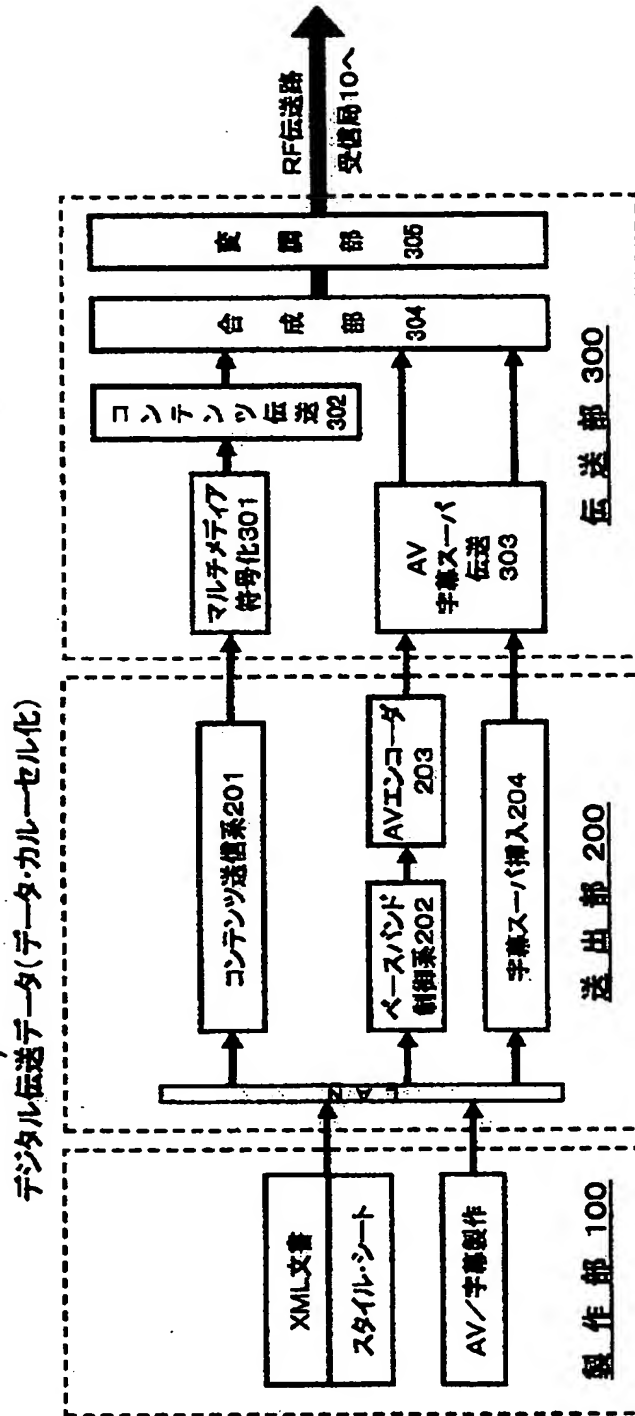 デジタル伝送データ(データ・カルーセル化)
XML文書
スタイル・シート
AV／字幕製作
製作部 100
コンテンツ送信系201
ベースバンド
制御系202
AVエンコーダ
203
字幕スーパ挿入204
送出部 200
マルチメディア
符号化301
コンテンツ伝送
302
AV
字幕スーパ
伝送
303
合成部
304
変調部
305
伝送部 300
RF伝送路
受信局10へ